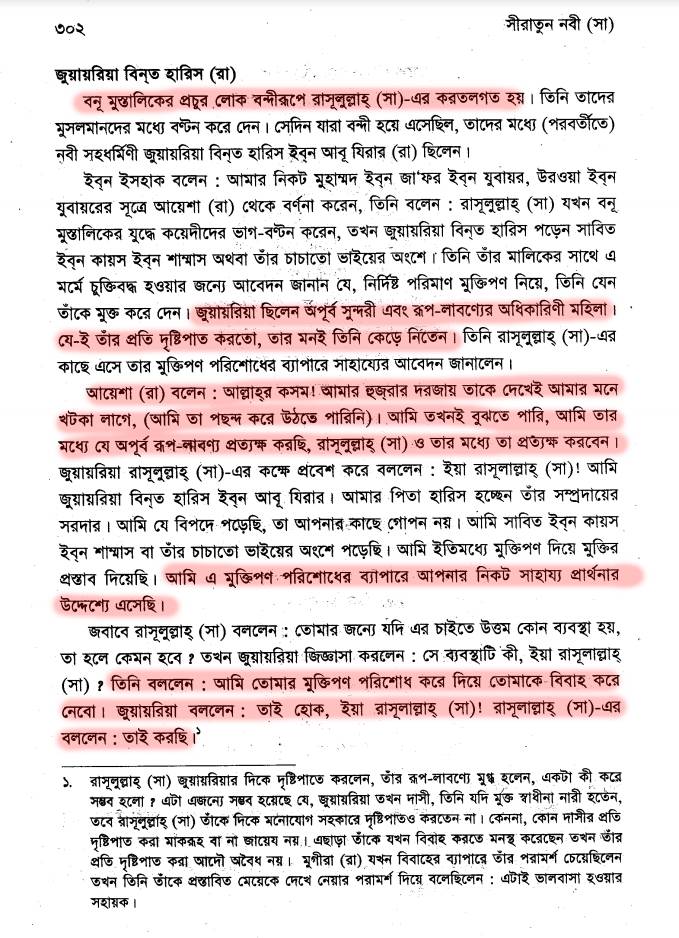 ৩০২
সীরাতুন নবী (সা)
জুয়ায়রিয়া বিন্‌ত হারিস (রা)
বনূ মুস্তালিকের প্রচুর লোক বন্দীরূপে রাসূলুল্লাহ্ (সা)-এর করতলগত হয়। তিনি তাদের
মুসলমানদের মধ্যে বণ্টন করে দেন। সেদিন যারা বন্দী হয়ে এসেছিল, তাদের মধ্যে (পরবর্তীতে)
নবী সহধর্মিণী জুয়ায়রিয়া বিন্‌ত হারিস ইব্‌ন আবূ যিরার (রা) ছিলেন।
ইব্‌ন ইসহাক বলেন : আমার নিকট মুহাম্মদ ইব্‌ন জা'ফর ইব্‌ন যুবায়র, উরওয়া ইব্‌ন
যুবায়রের সূত্রে আয়েশা (রা) থেকে বর্ণনা করেন, তিনি বলেন : রাসূলুল্লাহ্ (সা) যখন বনূ
মুস্তালিকের যুদ্ধে কয়েদীদের ভাগ-বণ্টন করেন, তখন জুয়ায়রিয়া বিন্‌ত হারিস পড়েন সাবিত
ইব্‌ন কায়স ইব্‌ন শাম্মাস অথবা তাঁর চাচাতো ভাইয়ের অংশে। তিনি তাঁর মালিকের সাথে এ
মর্মে চুক্তিবদ্ধ হওয়ার জন্যে আবেদন জানান যে, নির্দিষ্ট পরিমাণ মুক্তিপণ নিয়ে, তিনি যেন
তাঁকে মুক্ত করে দেন। জুয়ায়রিয়া ছিলেন অপূর্ব সুন্দরী এবং রূপ-লাবণ্যের অধিকারিণী মহিলা।
যে-ই তাঁর প্রতি দৃষ্টিপাত করতো, তার মনই তিনি কেড়ে নিতেন। তিনি রাসূলুল্লাহ্ (সা)-এর
কাছে এসে তার মুক্তিপণ পরিশোধের ব্যাপারে সাহায্যের আবেদন জানালেন।
আয়েশা (রা) বলেন : আল্লাহ্‌র কসম! আমার হুজরার দরজায় তাকে দেখেই আমার মনে
খটকা লাগে, (আমি তা পছন্দ করে উঠতে পারিনি)। আমি তখনই বুঝতে পারি, আমি তার
মধ্যে যে অপূর্ব রূপ-লাবণ্য প্রত্যক্ষ করছি, রাসূলুল্লাহ্ (সা) ও তার মধ্যে তা প্রত্যক্ষ করবেন।
জুয়ায়রিয়া রাসূলুল্লাহ্ (সা)-এর কক্ষে প্রবেশ করে বললেন : ইয়া রাসূলাল্লাহ্ (সা)! আমি
জুয়ায়রিয়া বিন্‌ত হারিস ইব্‌ন আবূ যিরার। আমার পিতা হারিস হচ্ছেন তাঁর সম্প্রদায়ের
সরদার। আমি যে বিপদে পড়েছি, তা আপনার কাছে গোপন নয়। আমি সাবিত ইব্‌ন কায়স
ইব্‌ন শাম্মাস বা তাঁর চাচাতো ভাইয়ের অংশে পড়েছি। আমি ইতিমধ্যে মুক্তিপণ দিয়ে মুক্তির
প্রস্তাব দিয়েছি। আমি এ মুক্তিপণ পরিশোধের ব্যাপারে আপনার নিকট সাহায্য প্রার্থনার
উদ্দেশ্যে এসেছি।
জবাবে রাসূলুল্লাহ্ (সা) বললেন : তোমার জন্যে যদি এর চাইতে উত্তম কোন ব্যবস্থা হয়,
তা হলে কেমন হবে ? তখন জুয়ায়রিয়া জিজ্ঞাসা করলেন : সে ব্যবস্থাটি কী, ইয়া রাসূলাল্লাহ্
(সা) ? তিনি বললেন : আমি তোমার মুক্তিপণ পরিশোধ করে দিয়ে তোমাকে বিবাহ করে
নেবো। জুয়ায়রিয়া বললেন : তাই হোক, ইয়া রাসূলাল্লাহ্ (সা)! রাসূলাল্লাহ্ (সা)-এর
বললেন : তাই করছি।১
১. রাসূলুল্লাহ্ (সা) জুয়ায়রিয়ার দিকে দৃষ্টিপাতে করলেন, তাঁর রূপ-লাবণ্যে মুগ্ধ হলেন, একটা কী করে
সম্ভব হলো ? এটা এজন্যে সম্ভব হয়েছে যে, জুয়ায়রিয়া তখন দাসী, তিনি যদি মুক্ত স্বাধীনা নারী হতেন,
তবে রাসূলুল্লাহ্ (সা) তাঁকে দিকে মনোযোগ সহকারে দৃষ্টিপাতও করতেন না। কেননা, কোন দাসীর প্রতি
দৃষ্টিপাত করা মাকরূহ বা না জায়েয নয়। এছাড়া তাঁকে যখন বিবাহ করতে মনস্থ করেছেন তখন তাঁর
প্রতি দৃষ্টিপাত করা আদৌ অবৈধ নয়। মুগীরা (রা) যখন বিবাহের ব্যাপারে তাঁর পরামর্শ চেয়েছিলেন
তখন তিনি তাঁকে প্রস্তাবিত মেয়েকে দেখে নেয়ার পরামর্শ দিয়ে বলেছিলেন : এটাই ভালবাসা হওয়ার
সহায়ক।